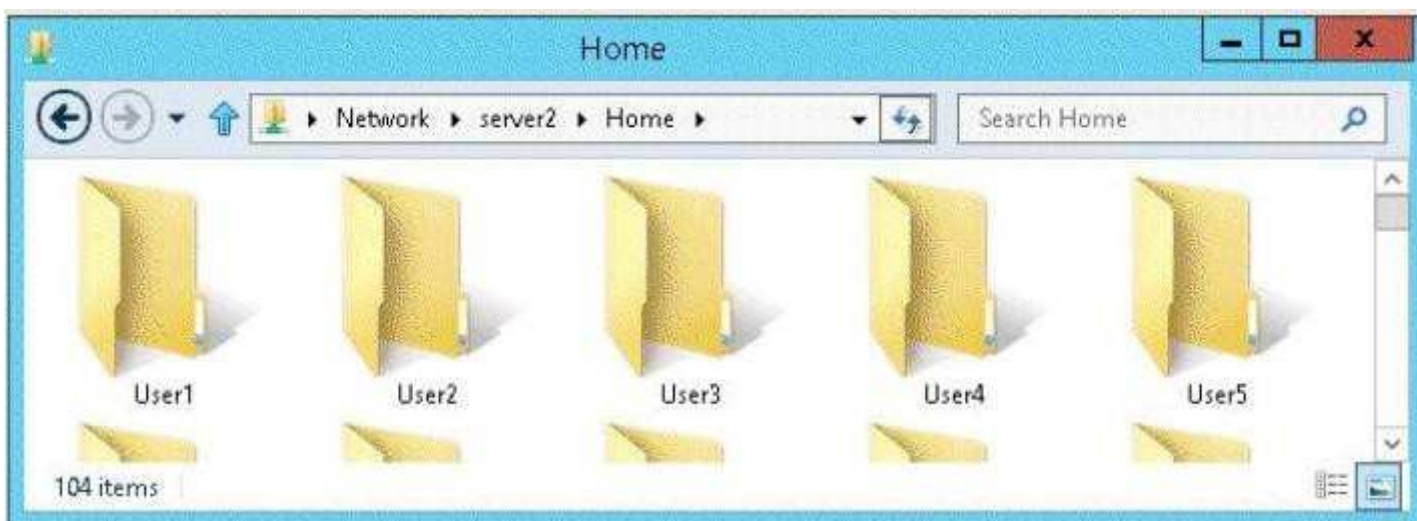 Home
Network server2 Home
Search Home
User1
User2
User3
User4
User5
104 items